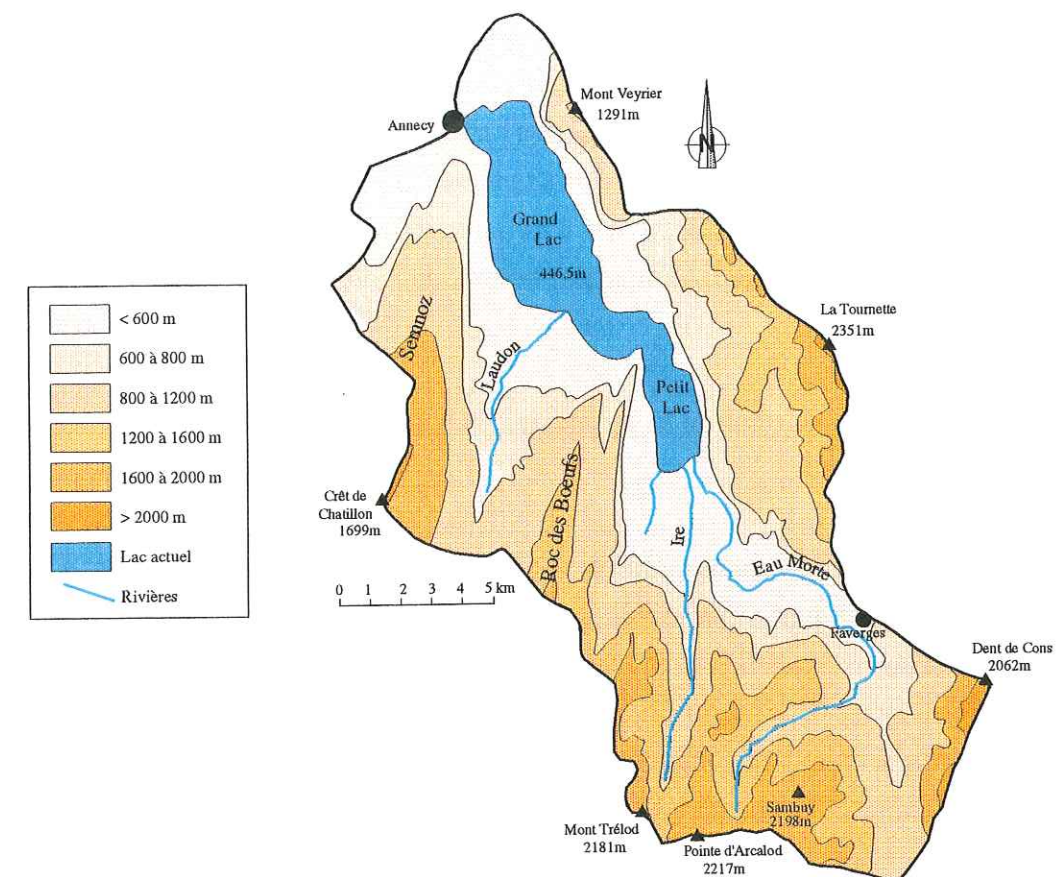 Mont Veyrier
1291m
Annecy
N
Grand
Lac
446,5m
La Tournette
2351m
Semnoz
Laudon
Petit
Lac
< 600 m
600 à 800 m
800 à 1200 m
1200 à 1600 m
1600 à 2000 m
> 2000 m
Lac actuel
Rivières
Crêt de
Chatillon
1699m
Roc des Boeufs
Ire
Eau Morte
0 1 2 3 4 5 km
Faverges
Dent de Cons
2062m
Sambuy
2198m
Mont Trélod
2181m
Pointe d'Arcalod
2217m